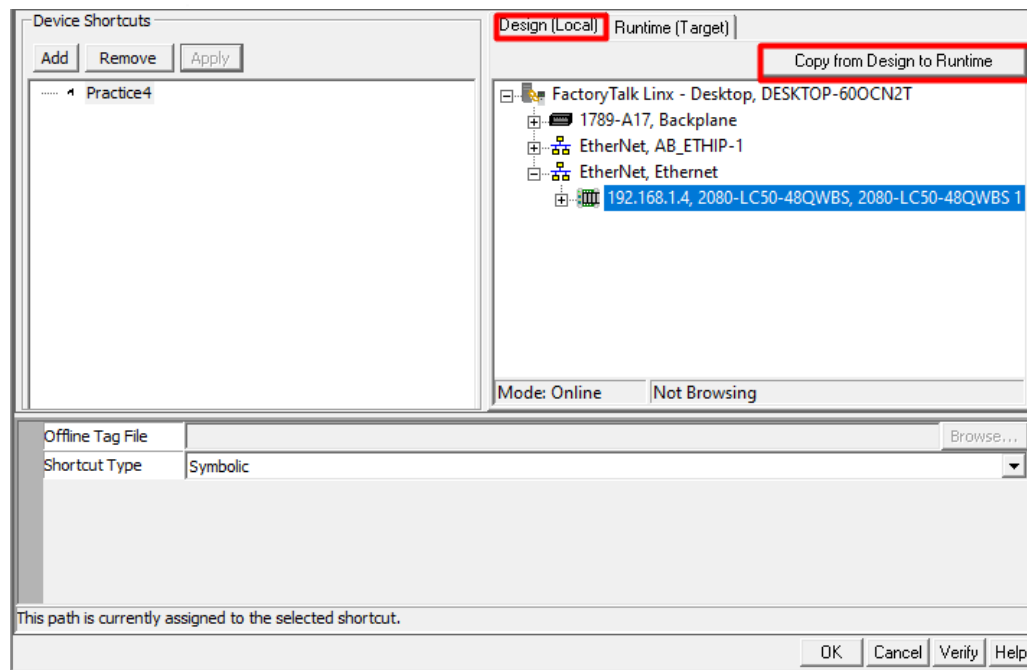 Device Shortcuts
Add Remove Apply
Practice4
Design (Local) Runtime (Target)
Copy from Design to Runtime
FactoryTalk Linx - Desktop, DESKTOP-60OCN2T
1789-A17, Backplane
EtherNet, AB_ETHIP-1
EtherNet, Ethernet
192.168.1.4, 2080-LC50-48QWBS, 2080-LC50-48QWBS 1
Mode: Online Not Browsing
Offline Tag File Browse...
Shortcut Type Symbolic
This path is currently assigned to the selected shortcut.
OK Cancel Verify Help